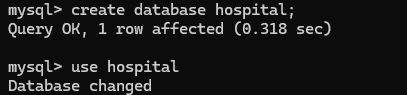 mysql> create database hospital;
Query OK, 1 row affected (0.318 sec)
mysql> use hospital
Database changed